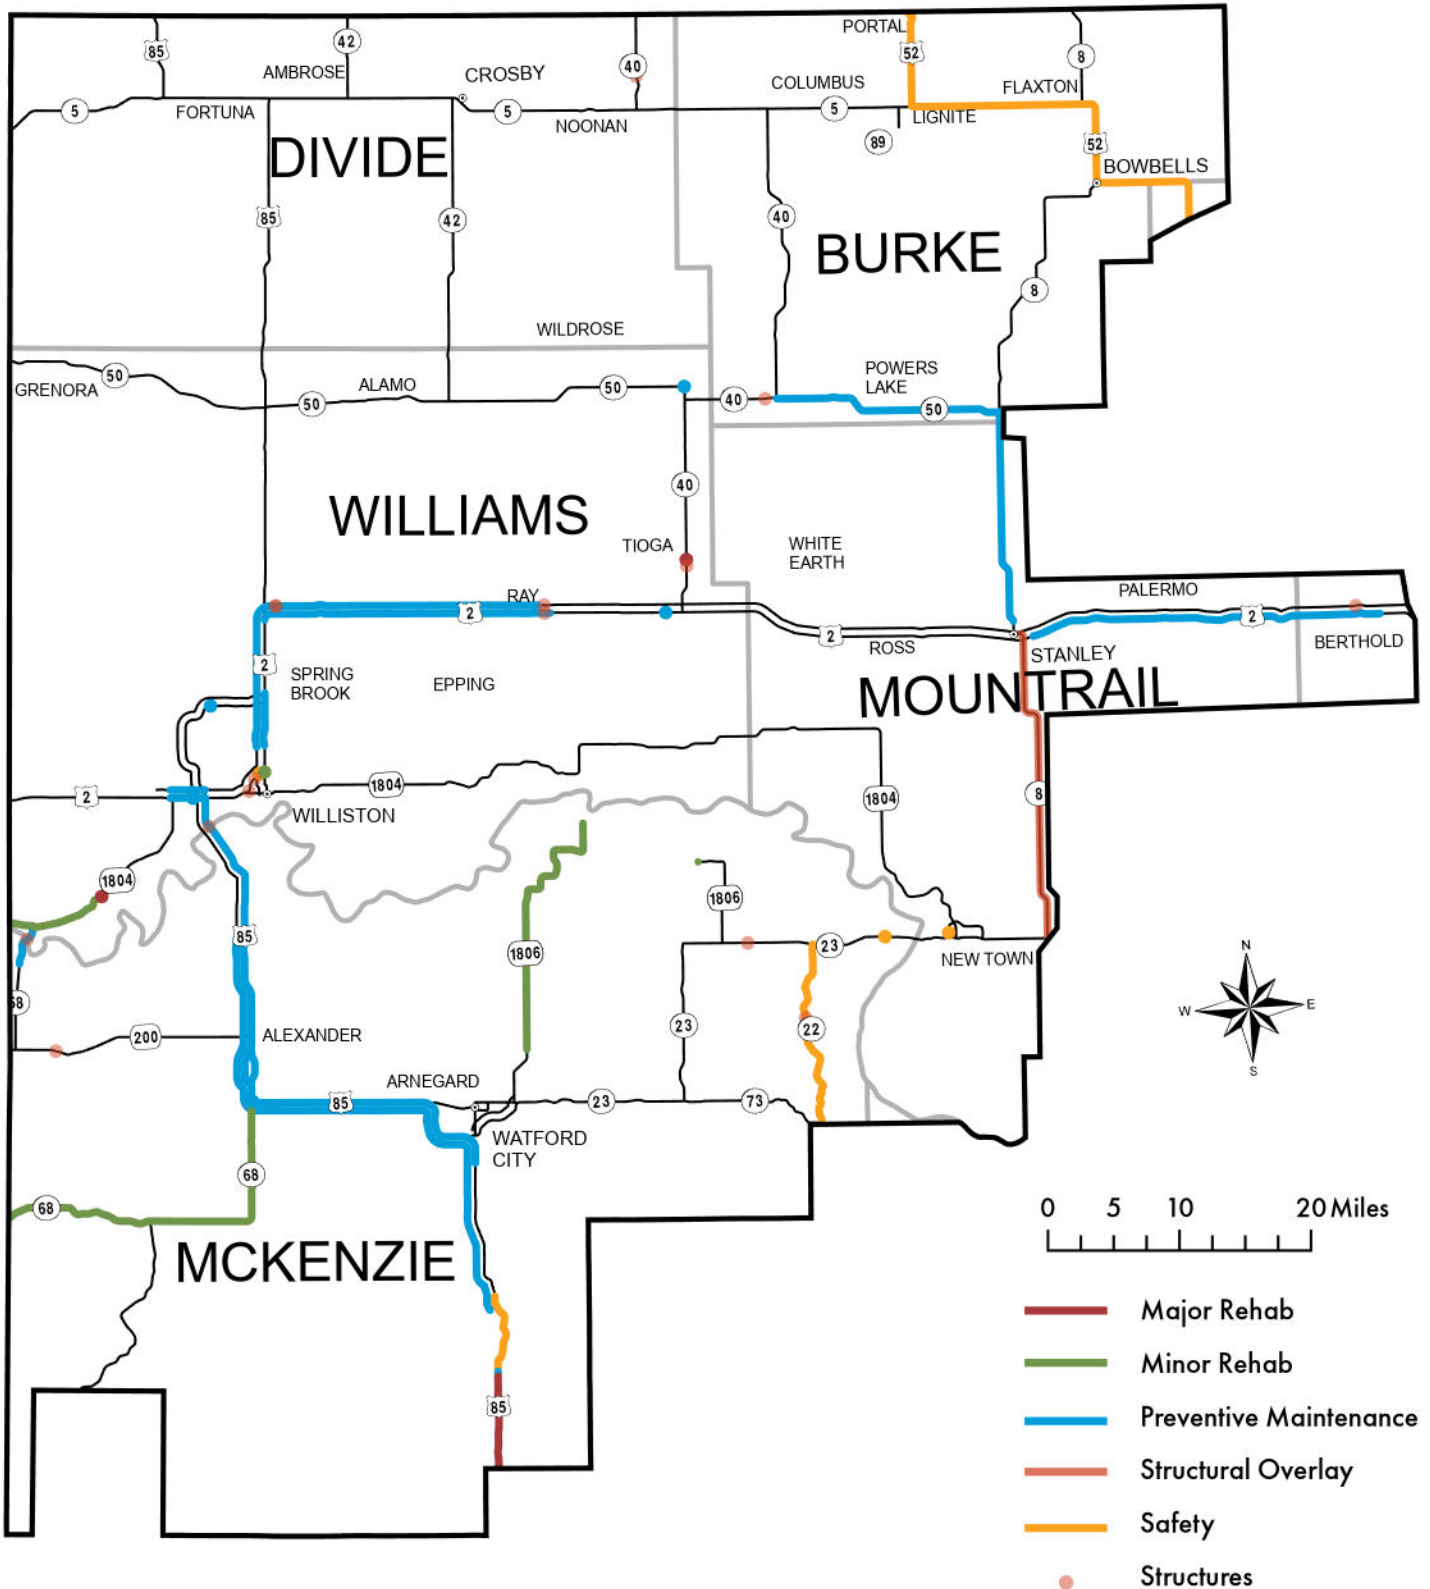 PORTAL
85
42
52
8
40
AMBROSE
CROSBY
COLUMBUS
FLAXTON
5
FORTUNA
5
NOONAN
5
LIGNITE
89
52
DIVIDE
BOWBELLS
85
42
40
BURKE
8
WILDROSE
GRENORA
50
ALAMO
50
50
40
POWERS
LAKE
50
WILLIAMS
40
TIOGA
WHITE
EARTH
RAY
2
2
ROSS
PALERMO
2
BERTHOLD
STANLEY
2
SPRING
BROOK
EPPING
MOUNTRAIL
2
1804
WILLISTON
1804
8
1804
1806
85
1806
23
NEW TOWN
68
200
ALEXANDER
23
22
N
W
E
S
ARNEGARD
85
23
73
WATFORD
CITY
68
68
MCKENZIE
85
0 5 10 20 Miles
Major Rehab
Minor Rehab
Preventive Maintenance
Structural Overlay
Safety
Structures